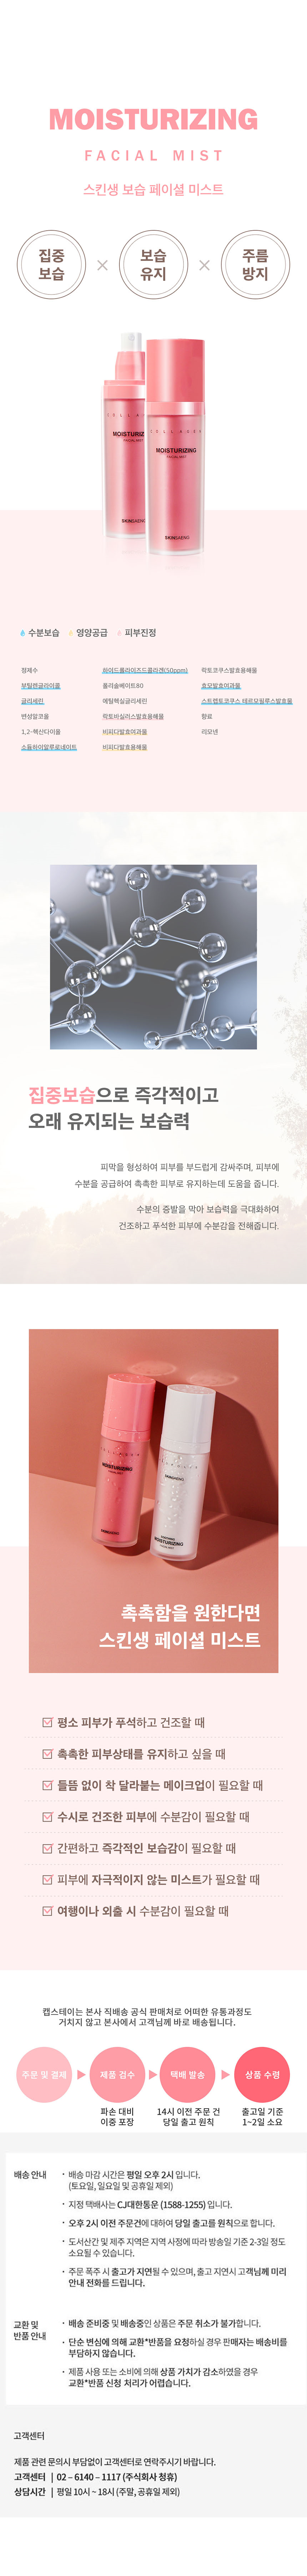 MOISTURIZING
FACIAL MIST
스킨생 보습 페이셜 미스트
집중
보습
보습
유지
주름
방지
COLLAGEN
MOISTURIZ
FACIAL MIST
SKINSAENG
COLLAGEN
MOISTURIZING
FACIAL MIST
SKINSAENG
수분보습 영양공급 피부진정
정제수
부틸렌글라이콜
글리세린
변성알코올
1,2-헥산다이올
소듐하이알루로네이트
하이드롤라이즈드콜라겐(50ppm)
폴리솔베이트80
에틸헥실글리세린
락토바실러스발효용해물
비피다발효여과물
비피다발효용해물
락토코쿠스발효용해물
효모발효여과물
스트렙토코쿠스 테르모필루스발효물
향료
리모넨
집중보습으로 즉각적이고
오래 유지되는 보습력
피막을 형성하여 피부를 부드럽게 감싸주며, 피부에
수분을 공급하여 촉촉한 피부로 유지하는데 도움을 줍니다.
수분의 증발을 막아 보습력을 극대화하여
건조하고 푸석한 피부에 수분감을 전해줍니다.
MOISTURIZING
FACIAL MIST
MOISTURIZING
FACIAL MIST
촉촉함을 원한다면
스킨생 페이셜 미스트
평소 피부가 푸석하고 건조할 때
촉촉한 피부상태를 유지하고 싶을 때
들뜸 없이 착 달라붙는 메이크업이 필요할 때
수시로 건조한 피부에 수분감이 필요할 때
간편하고 즉각적인 보습감이 필요할 때
피부에 자극적이지 않는 미스트가 필요할 때
여행이나 외출 시 수분감이 필요할 때
캡스테이는 본사 직배송 공식 판매처로 어떠한 유통과정도
거치지 않고 본사에서 고객님께 바로 배송됩니다.
주문 및 결제
제품 검수
택배 발송
상품 수령
파손 대비
이중 포장
14시 이전 주문 건
당일 출고 원칙
출고일 기준
1~2일 소요
배송 안내
· 배송 마감 시간은 평일 오후 2시 입니다.
(토요일, 일요일 및 공휴일 제외)
· 지정 택배사는 CJ대한통운 (1588-1255) 입니다.
· 오후 2시 이전 주문건에 대하여 당일 출고를 원칙으로 합니다.
· 도서산간 및 제주 지역은 지역 사정에 따라 방송일 기준 2-3일 정도
소요될 수 있습니다.
· 주문 폭주 시 출고가 지연될 수 있으며, 출고 지연시 고객님께 미리
안내 전화를 드립니다.
교환 및
반품 안내
· 배송 준비중 및 배송중인 상품은 주문 취소가 불가합니다.
· 단순 변심에 의해 교환*반품을 요청하실 경우 판매자는 배송비를
부담하지 않습니다.
· 제품 사용 또는 소비에 의해 상품 가치가 감소하였을 경우
교환*반품 신청 처리가 어렵습니다.
고객센터
제품 관련 문의시 부담없이 고객센터로 연락주시기 바랍니다.
고객센터 | 02 – 6140 – 1117 (주식회사 청휴)
상담시간 | 평일 10시 ~ 18시 (주말, 공휴일 제외)